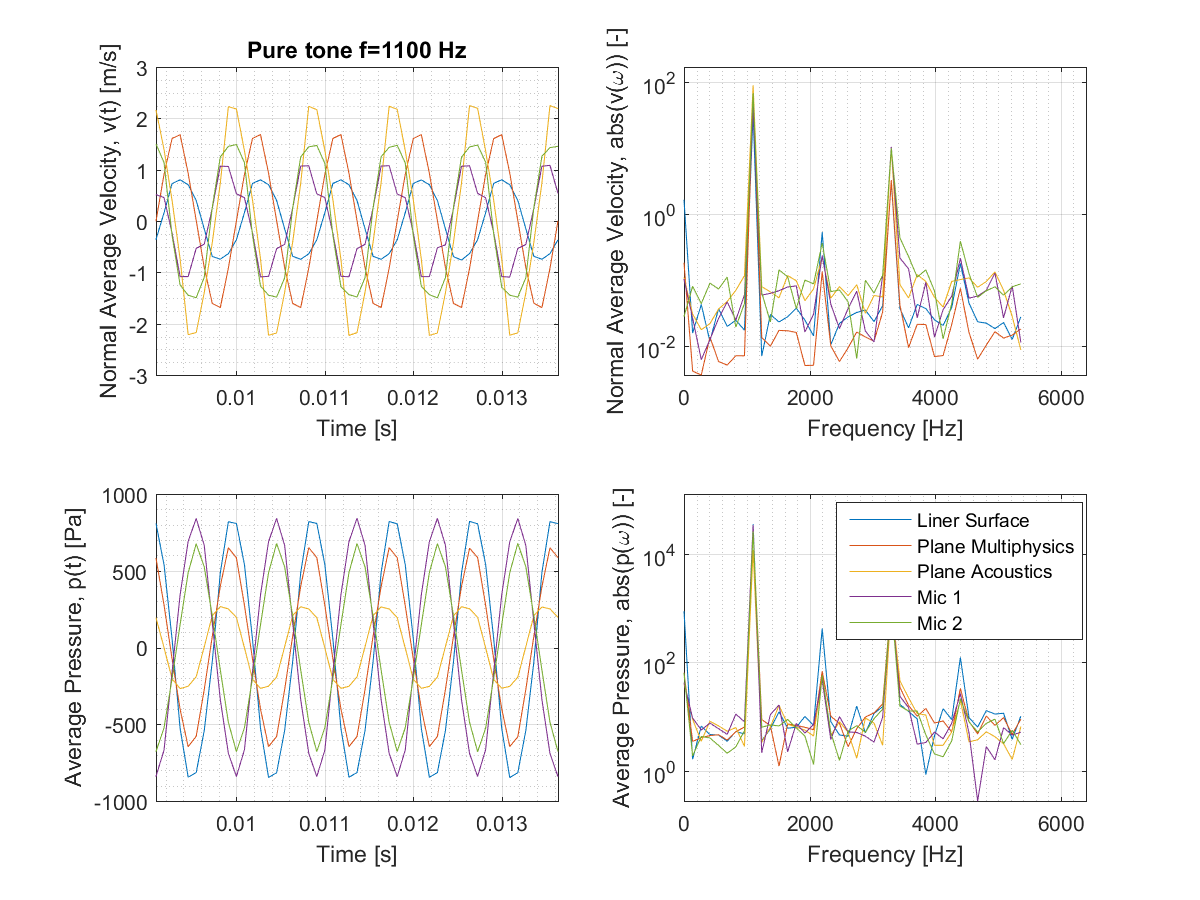 Pure tone f=1100 Hz
Normal Average Velocity, v(t) [m/s]
3
2
1
0
-1
-2
-3
0.01
0.011
0.012
0.013
Time [s]
Normal Average Velocity, abs(v(ω)) [-]
10^2
10^0
10^-2
0
2000
4000
6000
Frequency [Hz]
Average Pressure, p(t) [Pa]
1000
500
0
-500
-1000
0.01
0.011
0.012
0.013
Time [s]
Average Pressure, abs(p(ω)) [-]
10^4
10^2
10^0
0
2000
4000
6000
Frequency [Hz]
Liner Surface
Plane Multiphysics
Plane Acoustics
Mic 1
Mic 2